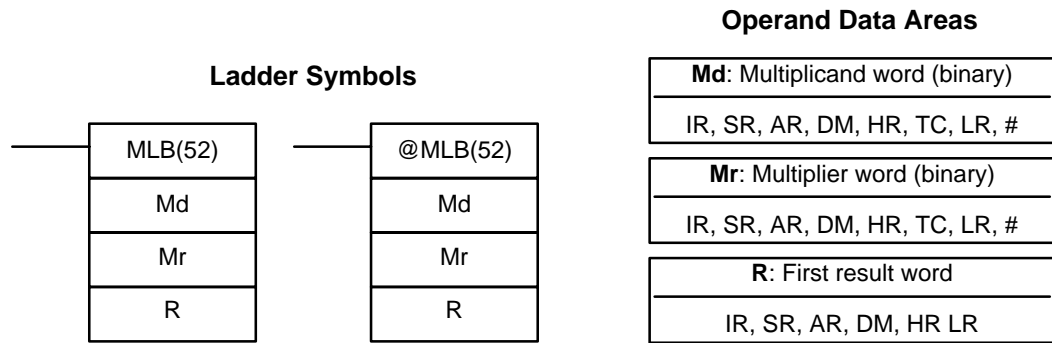 Operand Data Areas
Ladder Symbols
MLB(52)
Md
Mr
R
@MLB(52)
Md
Mr
R
Md: Multiplicand word (binary)
IR, SR, AR, DM, HR, TC, LR, #
Mr: Multiplier word (binary)
IR, SR, AR, DM, HR, TC, LR, #
R: First result word
IR, SR, AR, DM, HR LR